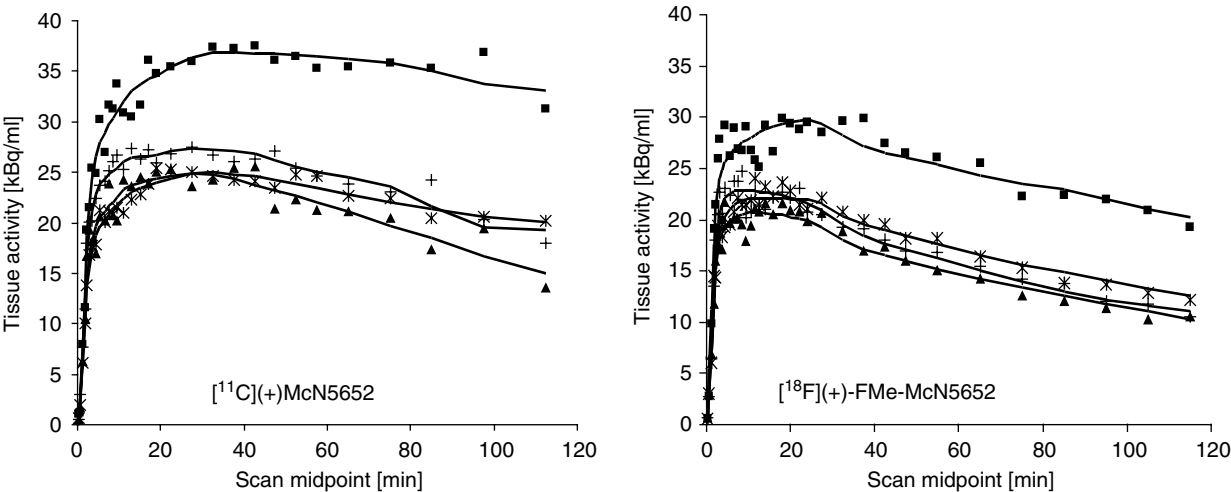 40
35
30
25
20
15
10
5
0
Tissue activity [kBq/ml]
[¹¹C](+)McN5652
0 20 40 60 80 100 120
Scan midpoint [min]
40
35
30
25
20
15
10
5
0
Tissue activity [kBq/ml]
[¹⁸F](+)-FMe-McN5652
0 20 40 60 80 100 120
Scan midpoint [min]